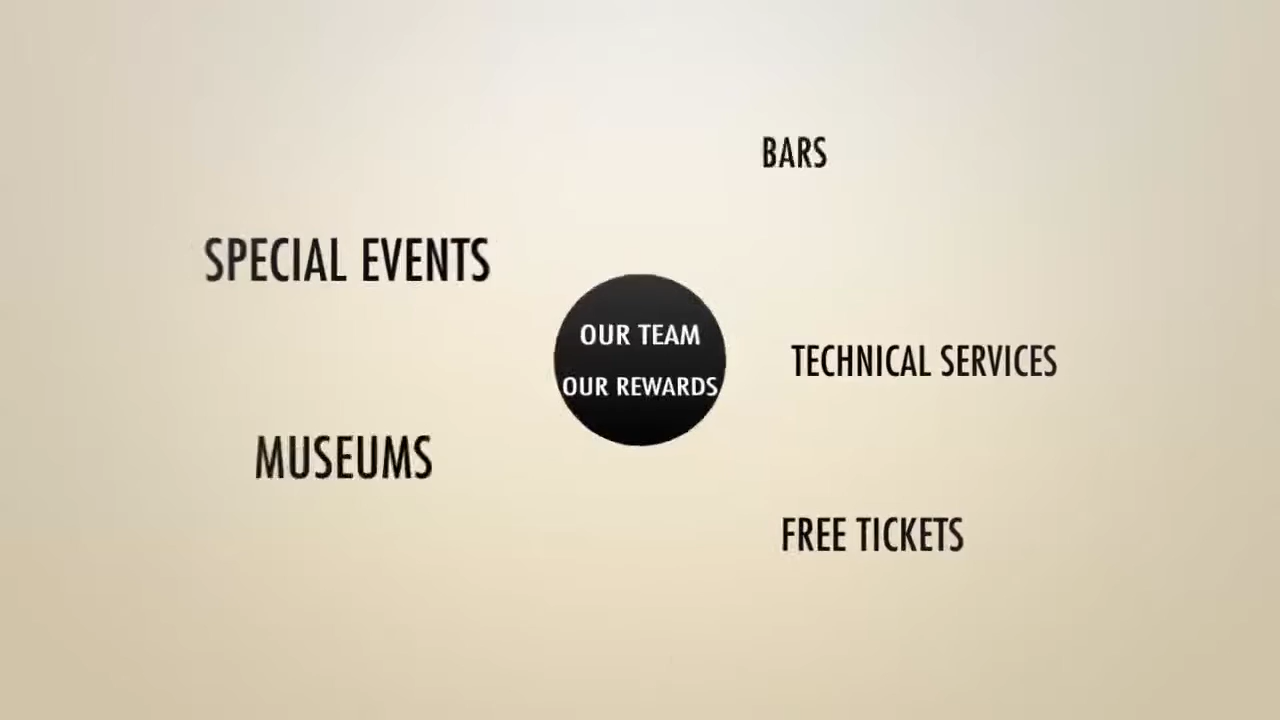 BARS
SPECIAL EVENTS
OUR TEAM
OUR REWARDS
TECHNICAL SERVICES
MUSEUMS
FREE TICKETS